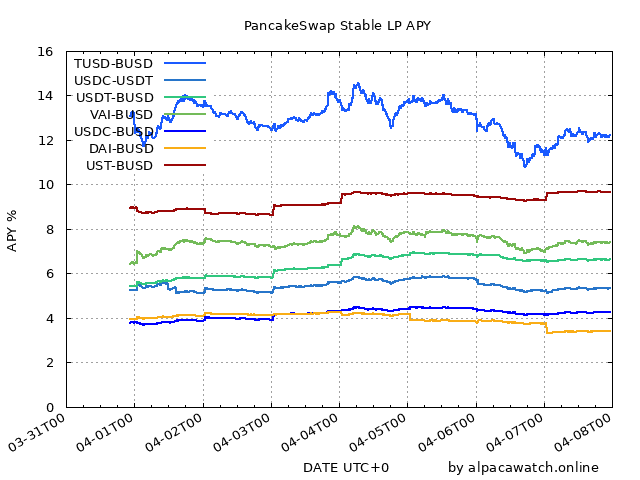 PancakeSwap Stable LP APY
16
14
12
10
8
6
4
2
0
APY %
TUSD-BUSD
USDC-USDT
USDT-BUSD
VAI-BUSD
USDC-BUSD
DAI-BUSD
UST-BUSD
03-31T00
04-01T00
04-02T00
04-03T00
04-04T00
04-05T00
04-06T00
04-07T00
04-08T00
DATE UTC+0
by alpacawatch.online